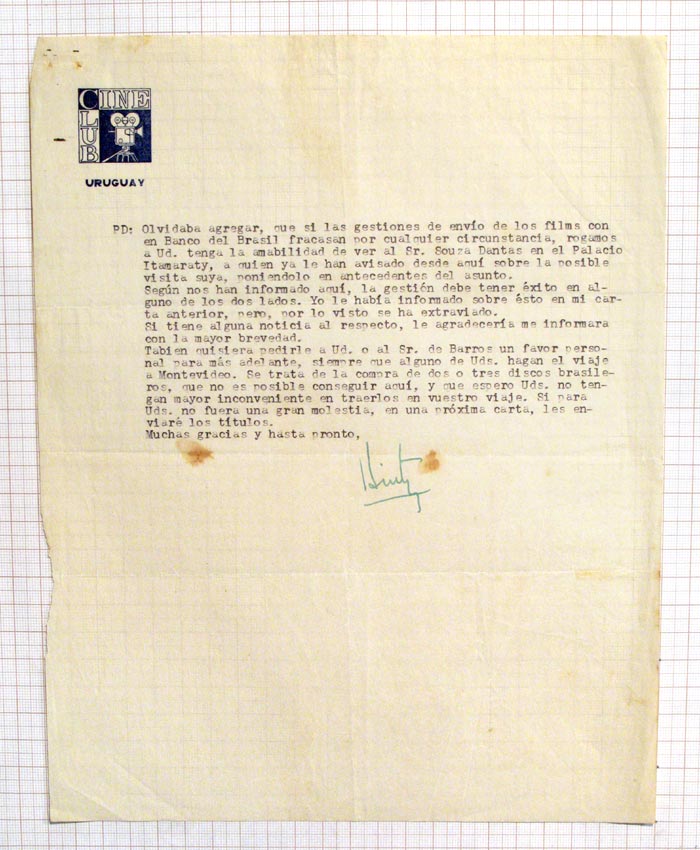 CINE
CLUB
URUGUAY
PD: Olvidaba agregar, que si las gestiones de envío de los films con
en Banco del Brasil fracasan por cualquier circunstancia, rogamos
a Ud. tenga la amabilidad de ver al Sr. Souza Dantas en el Palacio
Itamaraty, a quien ya le han avisado desde aquí sobre la posible
visita suya, poniendolo en antecedentes del asunto.
Según nos han informado aquí, la gestión debe tener éxito en al-
guno de los dos lados. Yo le había informado sobre ésto en mi car-
ta anterior, pero, por lo visto se ha extraviado.
Si tiene alguna noticia al respecto, le agradecería me informara
con la mayor brevedad.
Tabien quisiera pedirle a Ud. o al Sr. de Barros un favor perso-
nal para más adelante, siempre que alguno de Uds. hagan el viaje
a Montevideo. Se trata de la compra de dos o tres discos brasile-
ros, que no es posible conseguir aquí, y que espero Uds. no ten-
gan mayor inconveniente en traerlos en vuestro viaje. Si para
Uds. no fuera una gran molestia, en una próxima carta, les en-
viaré los títulos.
Muchas gracias y hasta pronto,